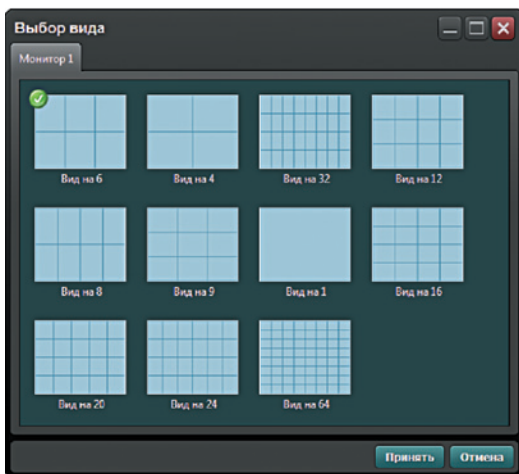 Выбор вида
Монитор 1
Вид на 6 Вид на 4 Вид на 32 Вид на 12
Вид на 8 Вид на 9 Вид на 1 Вид на 16
Вид на 20 Вид на 24 Вид на 64
Принять Отмена